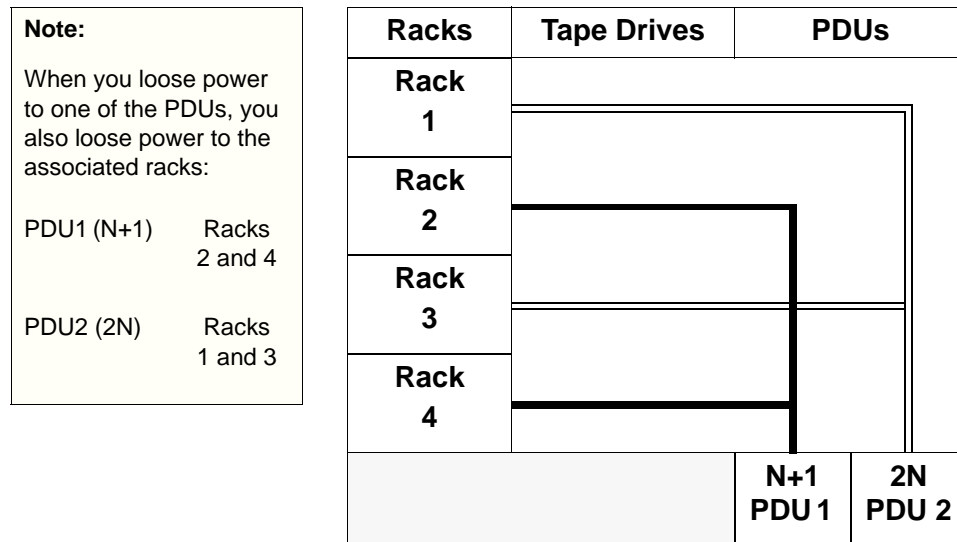 Note:
When you loose power
to one of the PDUs, you
also loose power to the
associated racks:
PDU1 (N+1) Racks
2 and 4
PDU2 (2N) Racks
1 and 3
Racks Tape Drives PDUs
Rack
1
Rack
2
Rack
3
Rack
4
N+1 2N
PDU 1 PDU 2